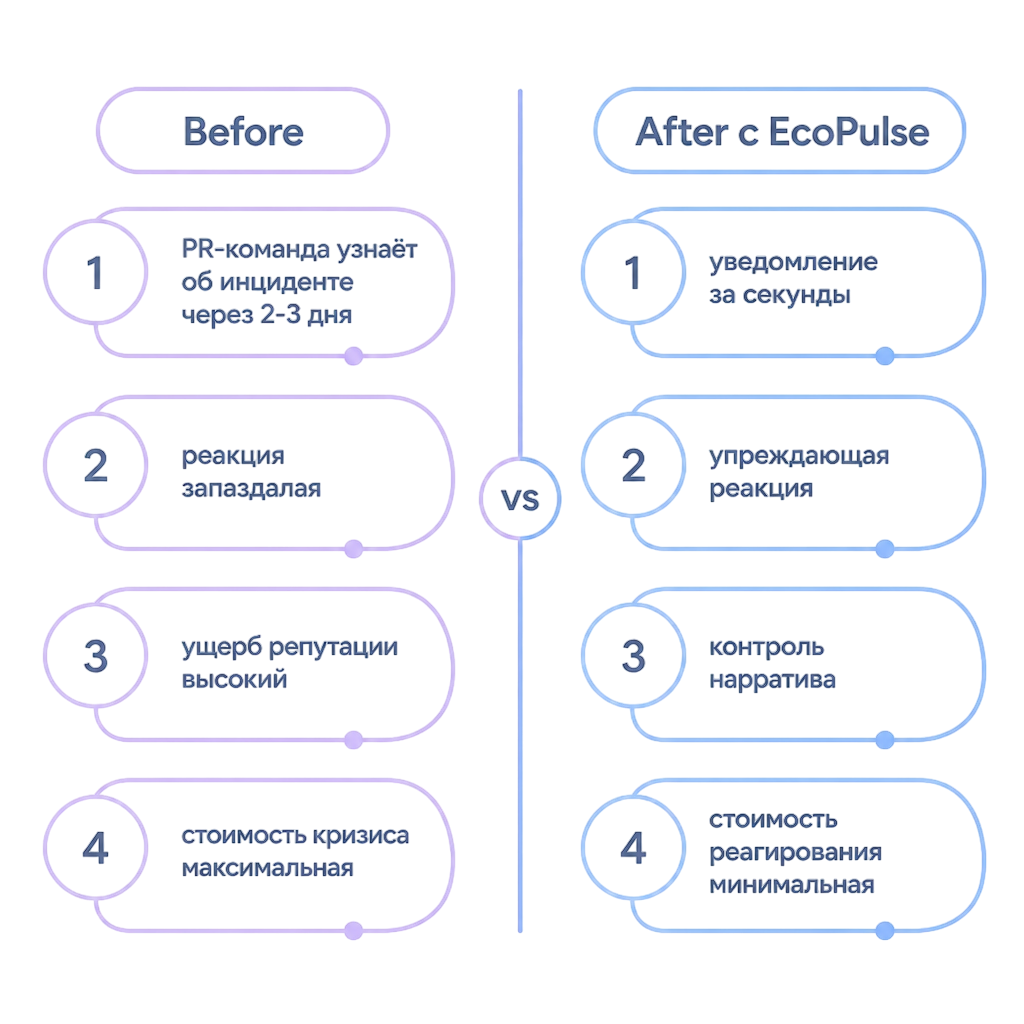 Before
1
PR-команда узнаёт
об инциденте
через 2-3 дня
2
реакция
запаздалая
3
ущерб репутации
высокий
4
стоимость кризиса
максимальная
vs
After с EcoPulse
1
уведомление
за секунды
2
упреждающая
реакция
3
контроль
нарратива
4
стоимость
реагирования
минимальная